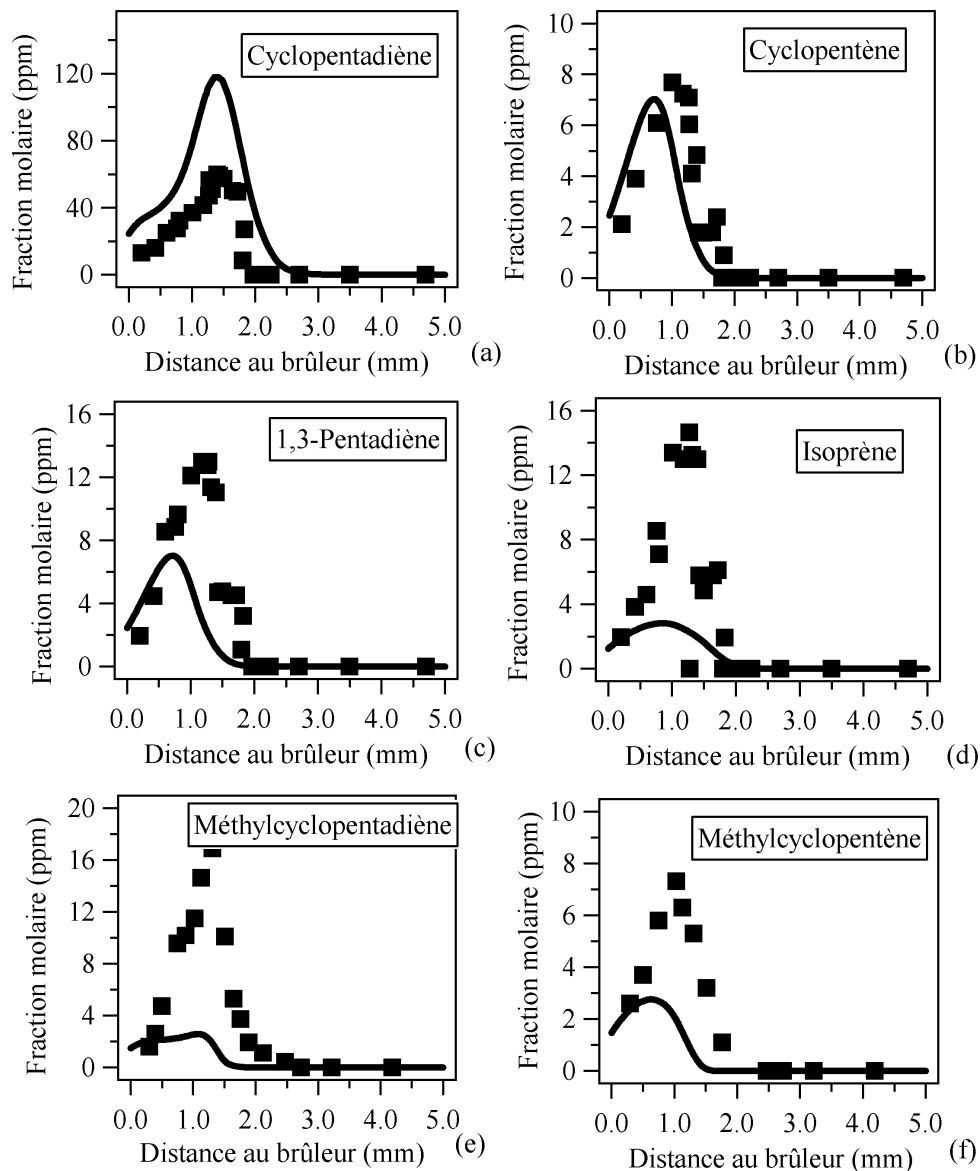 Cyclopentadiène
Fraction molaire (ppm)
120
80
40
0
0.0 1.0 2.0 3.0 4.0 5.0
Distance au brûleur (mm)
(a)
Cyclopentène
Fraction molaire (ppm)
10
8
6
4
2
0
0.0 1.0 2.0 3.0 4.0 5.0
Distance au brûleur (mm)
(b)
1,3-Pentadiène
Fraction molaire (ppm)
16
12
8
4
0
0.0 1.0 2.0 3.0 4.0 5.0
Distance au brûleur (mm)
(c)
Isoprène
Fraction molaire (ppm)
16
12
8
4
0
0.0 1.0 2.0 3.0 4.0 5.0
Distance au brûleur (mm)
(d)
Méthylcyclopentadiène
Fraction molaire (ppm)
20
16
12
8
4
0
0.0 1.0 2.0 3.0 4.0 5.0
Distance au brûleur (mm)
(e)
Méthylcyclopentène
Fraction molaire (ppm)
10
8
6
4
2
0
0.0 1.0 2.0 3.0 4.0 5.0
Distance au brûleur (mm)
(f)